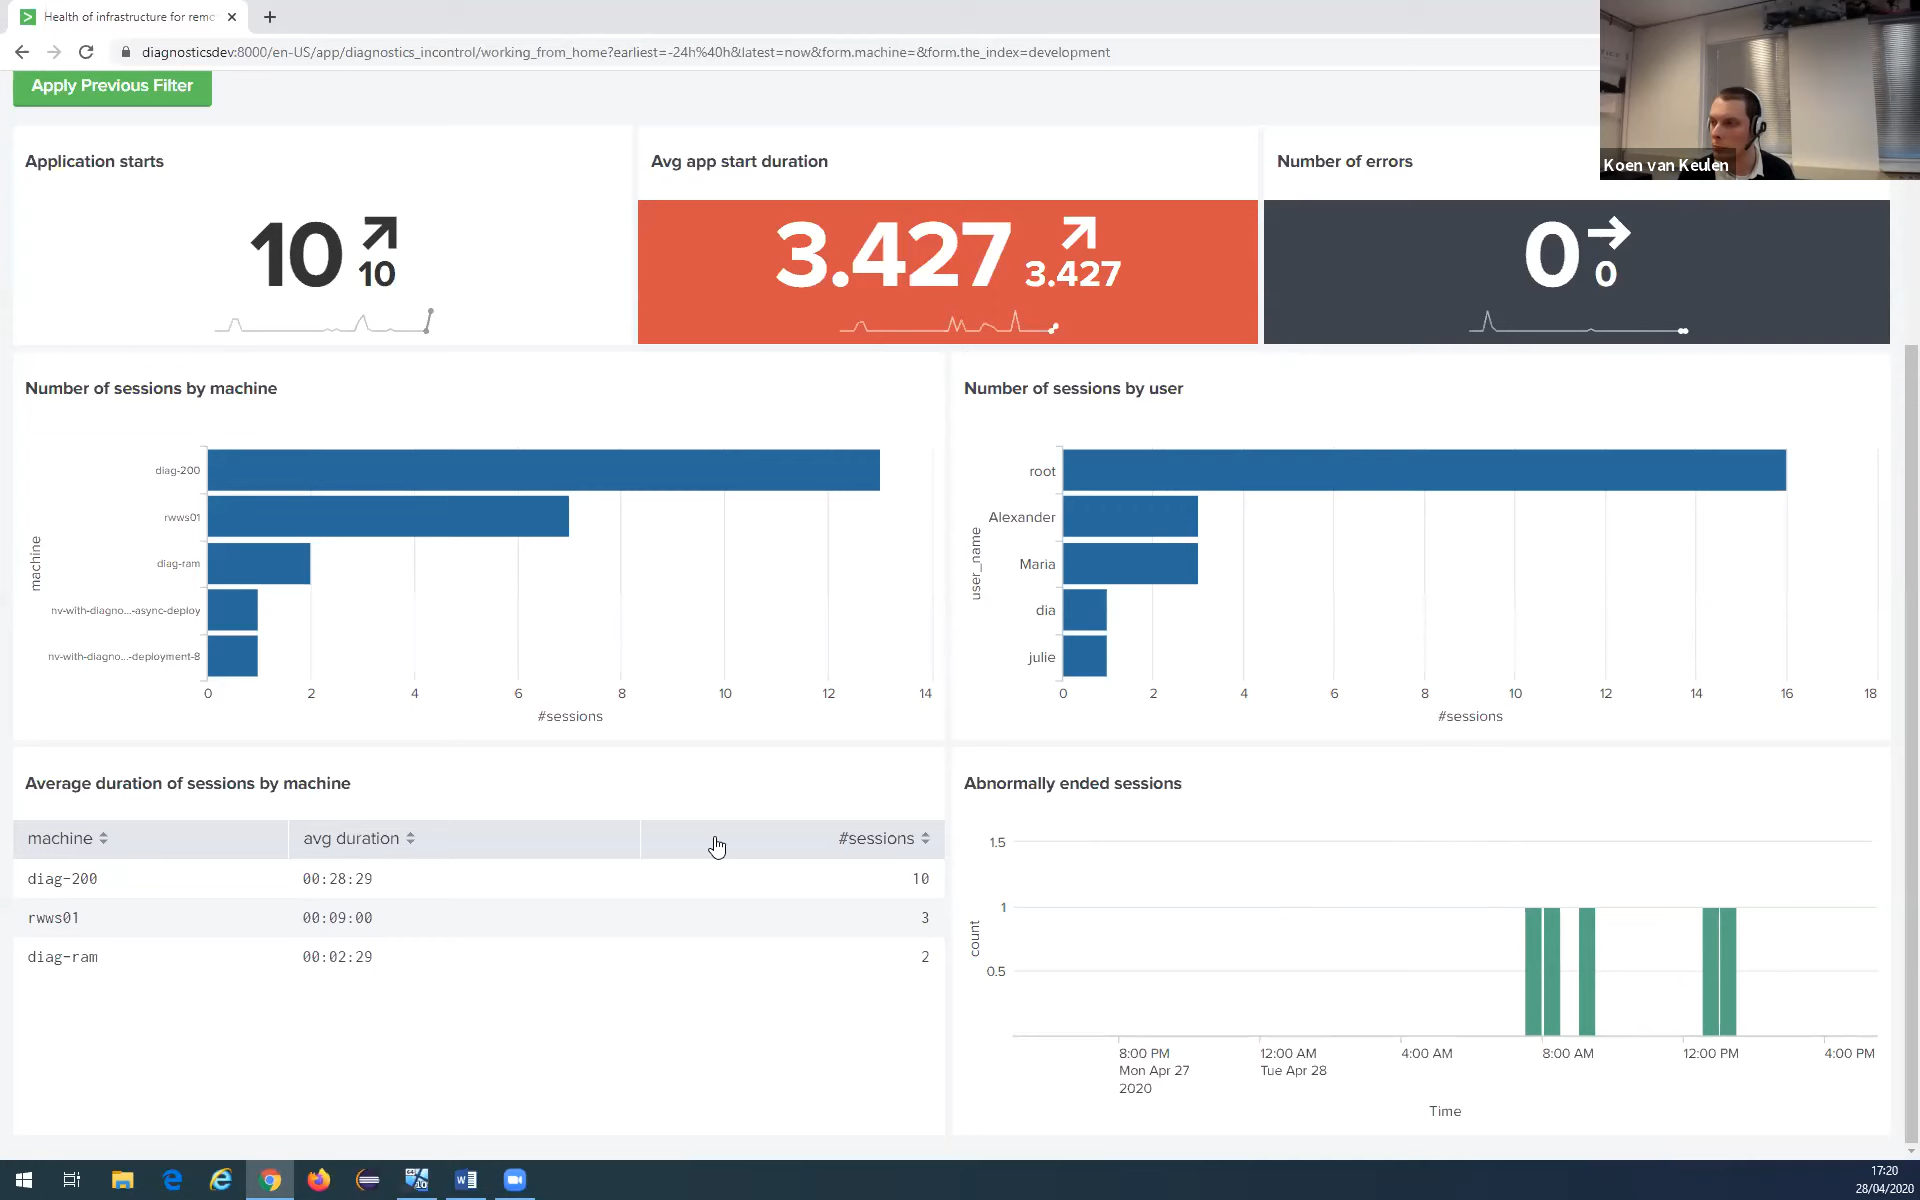 Health of infrastructure for remo
diagnosticsdev:8000/en-US/app/diagnostics_incontrol/working_from_home?earliest=-24h%40h&latest=now&form.machine=&form.the_index=development
Koen van Keulen
Apply Previous Filter
Application starts
10
10
Avg app start duration
3.427
3.427
Number of errors
0
0
Number of sessions by machine
machine
diag-200
rwws01
diag-ram
nv-with-diagno...-async-deploy
nv-with-diagno...-deployment-8
0 2 4 6 8 10 12 14
#sessions
Number of sessions by user
user_name
root
Alexander
Maria
dia
julie
0 2 4 6 8 10 12 14 16 18
#sessions
Average duration of sessions by machine
machine avg duration #sessions
diag-200 00:28:29 10
rwws01 00:09:00 3
diag-ram 00:02:29 2
Abnormally ended sessions
count
1.5
1
0.5
8:00 PM 12:00 AM 4:00 AM 8:00 AM 12:00 PM 4:00 PM
Mon Apr 27 Tue Apr 28
2020
Time
17:20
28/04/2020